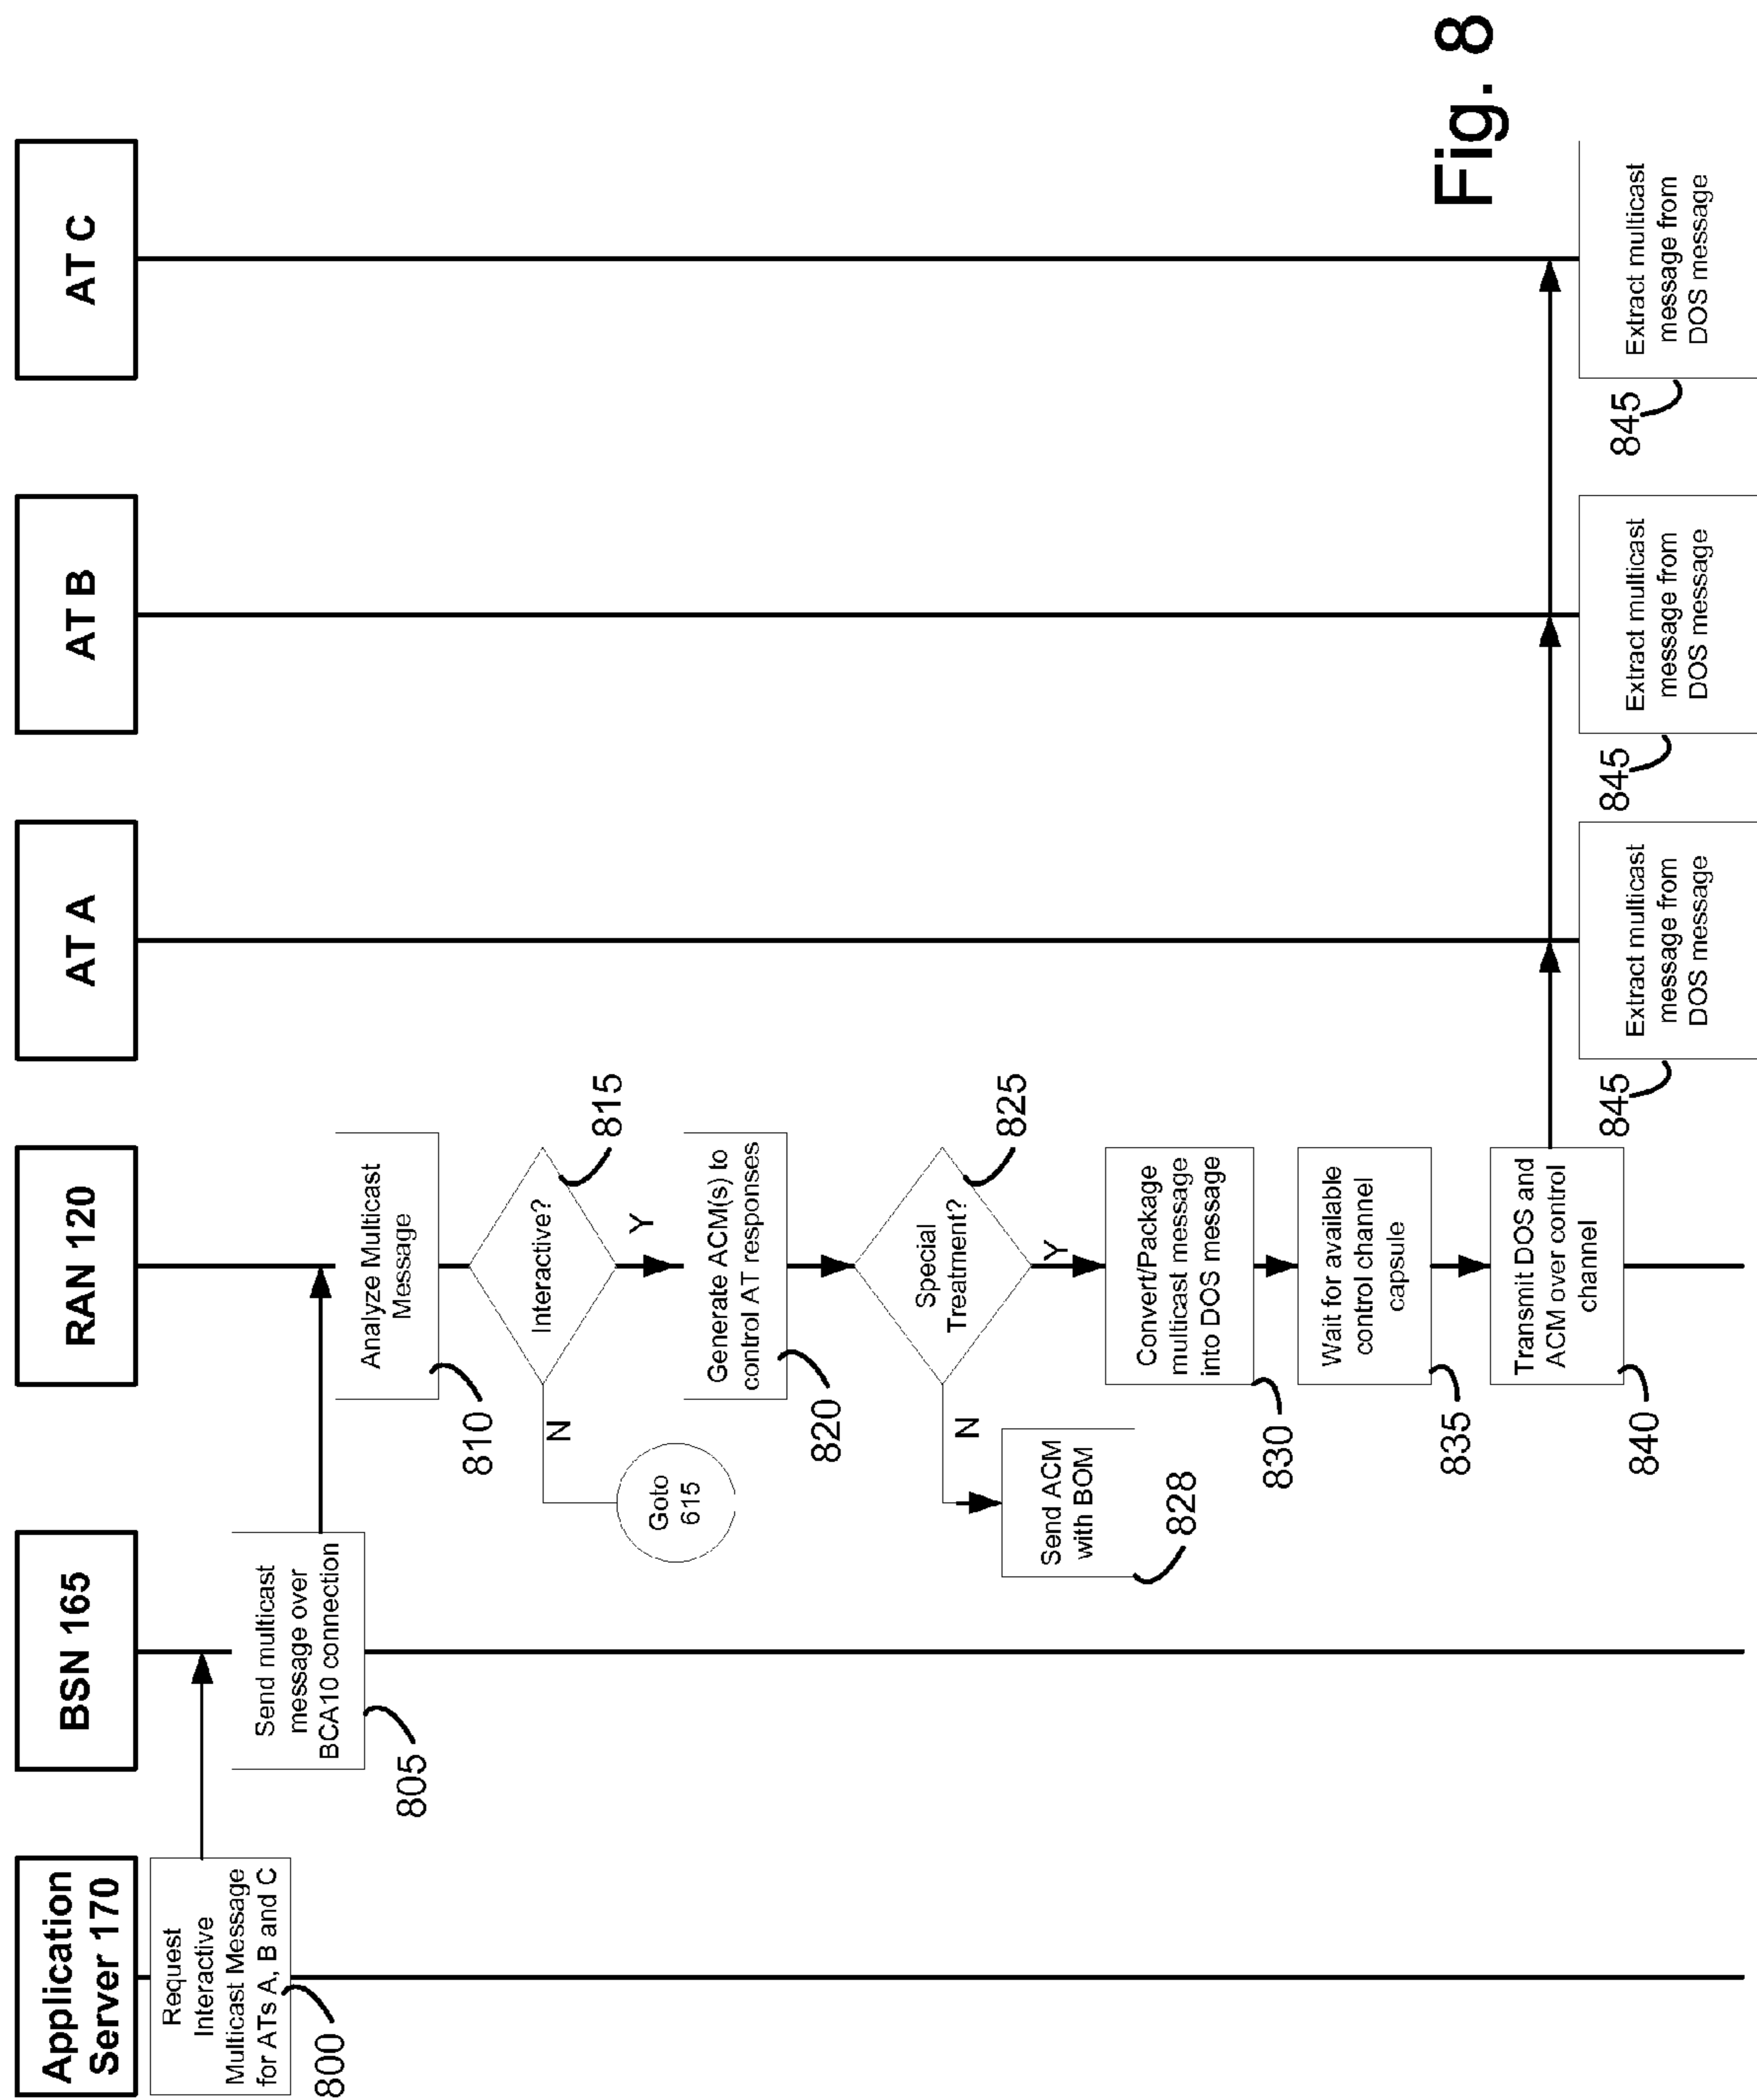 Application
Server 170
BSN 165
RAN 120
AT A
AT B
AT C
Request
Interactive
Multicast Message
for ATs A, B and C
800
Send multicast
message over
BCA10 connection
805
Analyze Multicast
Message
810
Interactive?
815
N
Goto
615
Y
Generate ACM(s) to
control AT responses
820
Special
Treatment?
825
N
Send ACM
with BOM
828
Y
Convert/Package
multicast message
into DOS message
830
Wait for available
control channel
capsule
835
Transmit DOS and
ACM over control
channel
840
Extract multicast
message from
DOS message
845
Extract multicast
message from
DOS message
845
Extract multicast
message from
DOS message
845
Fig. 8